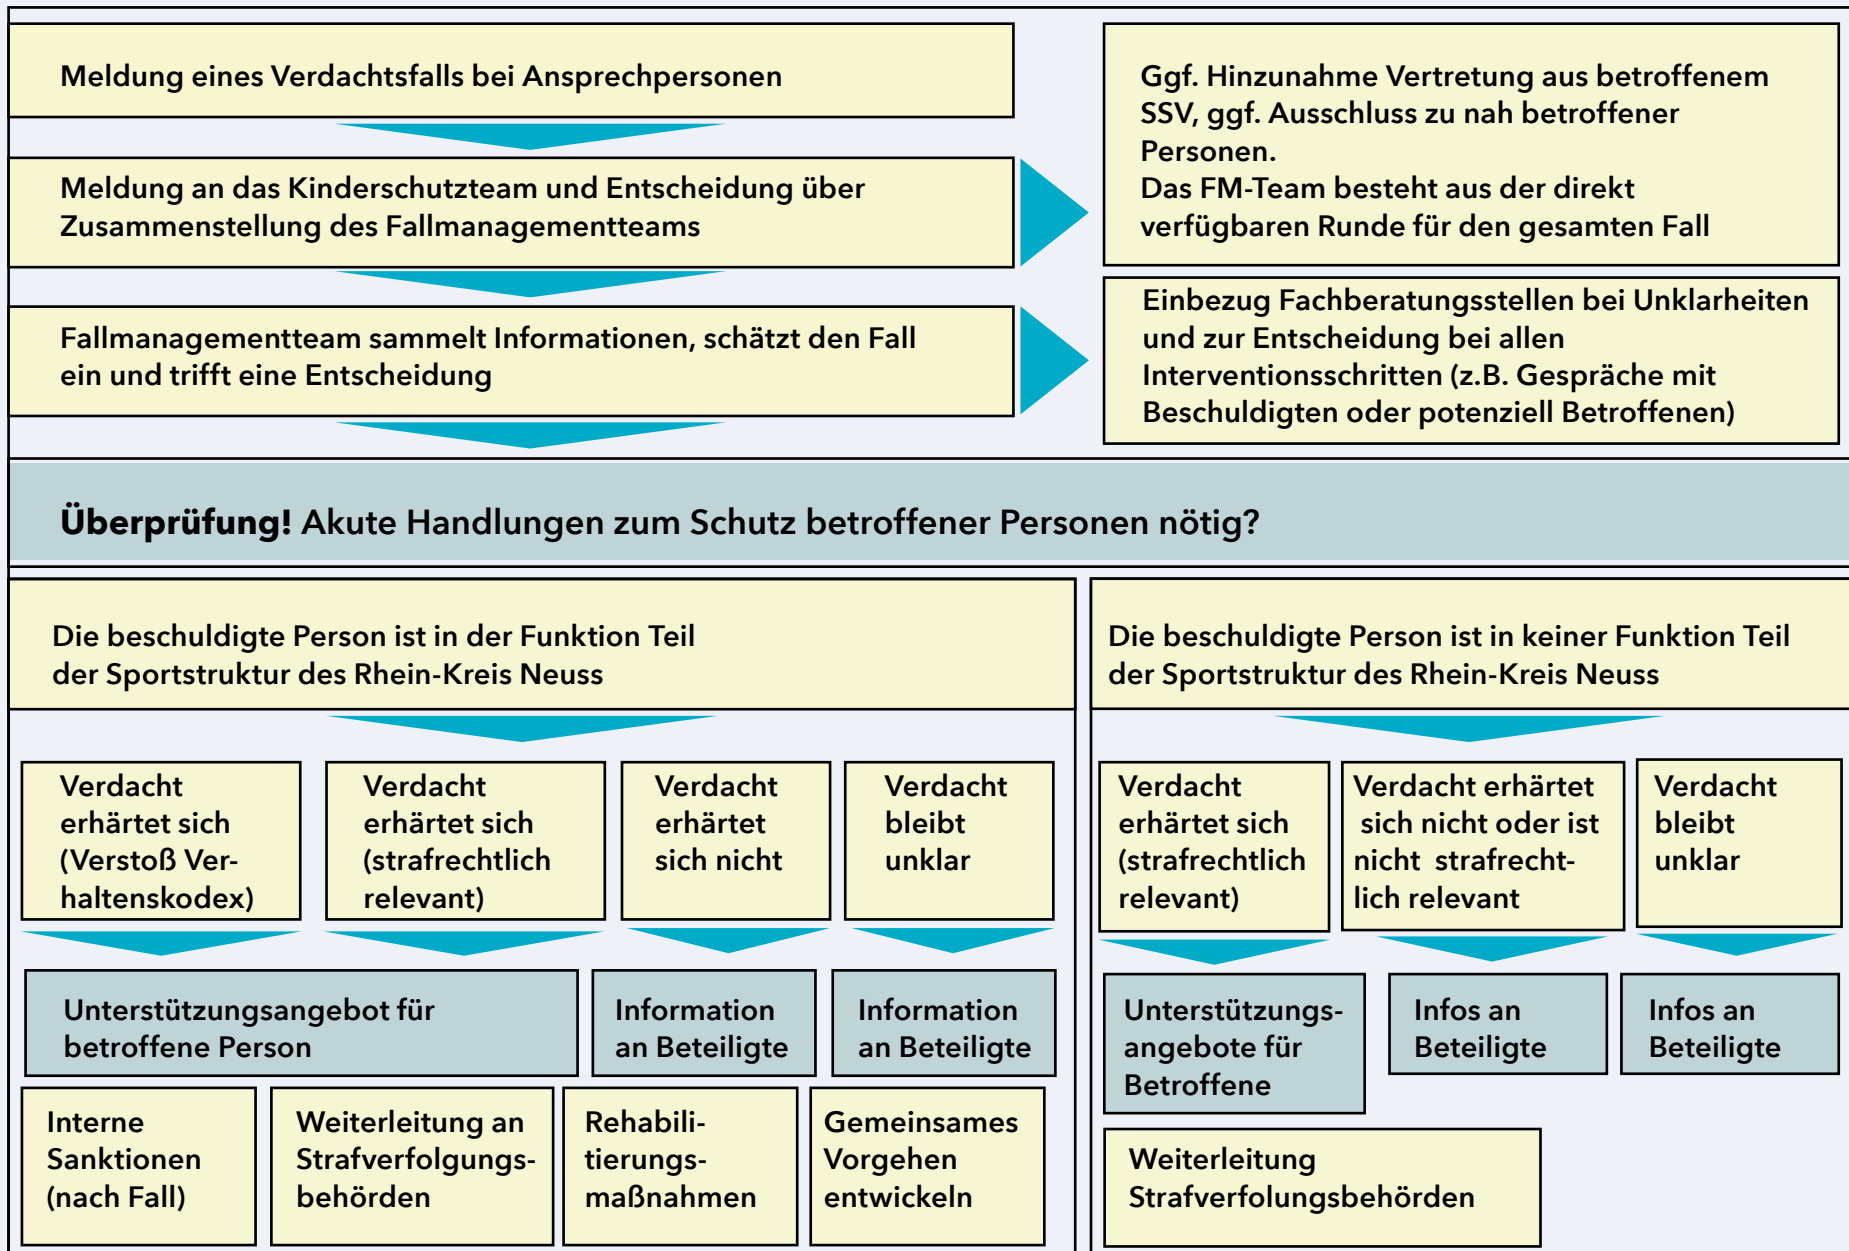 Meldung eines Verdachtsfalls bei Ansprechpersonen
Ggf. Hinzunahme Vertretung aus betroffenem
SSV, ggf. Ausschluss zu nah betroffener
Personen.
Das FM-Team besteht aus der direkt
verfügbaren Runde für den gesamten Fall
Meldung an das Kinderschutzteam und Entscheidung über
Zusammenstellung des Fallmanagementteams
Fallmanagementteam sammelt Informationen, schätzt den Fall
ein und trifft eine Entscheidung
Einbezug Fachberatungsstellen bei Unklarheiten
und zur Entscheidung bei allen
Interventionsschritten (z.B. Gespräche mit
Beschuldigten oder potenziell Betroffenen)
Überprüfung! Akute Handlungen zum Schutz betroffener Personen nötig?
Die beschuldigte Person ist in der Funktion Teil
der Sportstruktur des Rhein-Kreis Neuss
Verdacht
erhärtet sich
(Verstoß Ver-
haltenskodex)
Verdacht
erhärtet sich
(strafrechtlich
relevant)
Verdacht
erhärtet
sich nicht
Verdacht
bleibt
unklar
Unterstützungsangebot für
betroffene Person
Information
an Beteiligte
Information
an Beteiligte
Interne
Sanktionen
(nach Fall)
Weiterleitung an
Strafverfolgungs-
behörden
Rehabili-
tierungs-
maßnahmen
Gemeinsames
Vorgehen
entwickeln
Die beschuldigte Person ist in keiner Funktion Teil
der Sportstruktur des Rhein-Kreis Neuss
Verdacht
erhärtet sich
(strafrechtlich
relevant)
Verdacht erhärtet
sich nicht oder ist
nicht strafrecht-
lich relevant
Verdacht
bleibt
unklar
Unterstützungs-
angebote für
Betroffene
Infos an
Beteiligte
Infos an
Beteiligte
Weiterleitung
Strafverfolungsbehörden